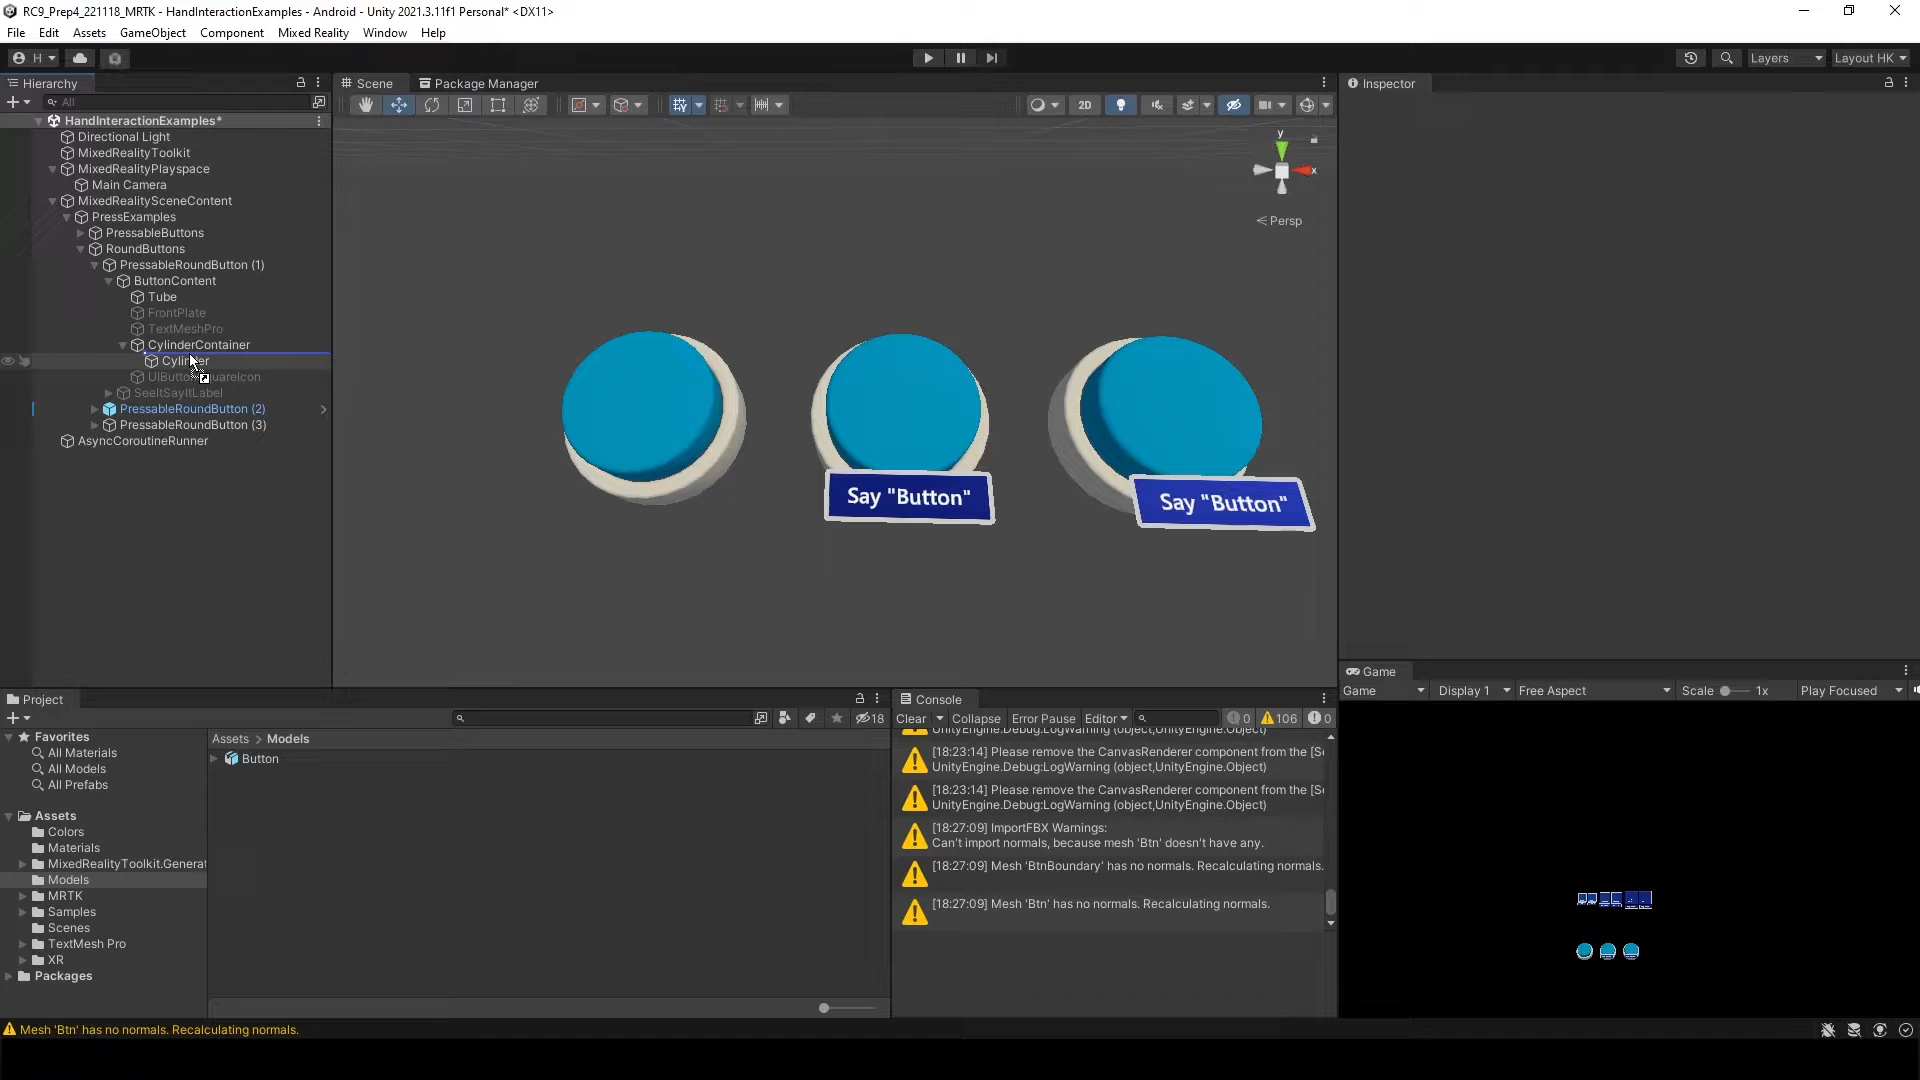 RC9_Prep4_221118_MRTK - HandInteractionExamples - Android - Unity 2021.3.11f1 Personal* <DX11>
File Edit Assets GameObject Component Mixed Reality Window Help
H
Layers
Layout HK
Hierarchy
Scene
Package Manager
Inspector
All
2D
HandInteractionExamples*
Directional Light
MixedRealityToolkit
MixedRealityPlayspace
Main Camera
MixedRealitySceneContent
PressExamples
PressableButtons
RoundButtons
PressableRoundButton (1)
ButtonContent
Tube
FrontPlate
TextMeshPro
CylinderContainer
Cylinder
SeeItSayItLabel
PressableRoundButton (2)
PressableRoundButton (3)
AsyncCoroutineRunner
y
x
Persp
Say "Button"
Say "Button"
Project
18
Favorites
All Materials
All Models
All Prefabs
Assets
Colors
Materials
MixedRealityToolkit.Generat
Models
MRTK
Samples
Scenes
TextMesh Pro
XR
Packages
Assets > Models
Button
Console
Clear Collapse Error Pause Editor 0 106 0
UnityEngine.Debug:LogWarning (object,UnityEngine.Object)
[18:23:14] Please remove the CanvasRenderer component from the [S
UnityEngine.Debug:LogWarning (object,UnityEngine.Object)
[18:23:14] Please remove the CanvasRenderer component from the [S
UnityEngine.Debug:LogWarning (object,UnityEngine.Object)
[18:27:09] ImportFBX Warnings:
Can't import normals, because mesh 'Btn' doesn't have any.
[18:27:09] Mesh 'BtnBoundary' has no normals. Recalculating normals.
[18:27:09] Mesh 'Btn' has no normals. Recalculating normals.
Game
Game Display 1 Free Aspect Scale 1x Play Focused
Mesh 'Btn' has no normals. Recalculating normals.